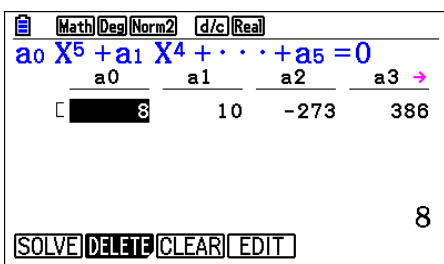 Math Deg Norm2 d/c Real
a0 X⁵ +a1 X⁴ +···+a5 =0
a0 a1 a2 a3 →
[ 8 10 -273 386
8
SOLVE DELETE CLEAR EDIT